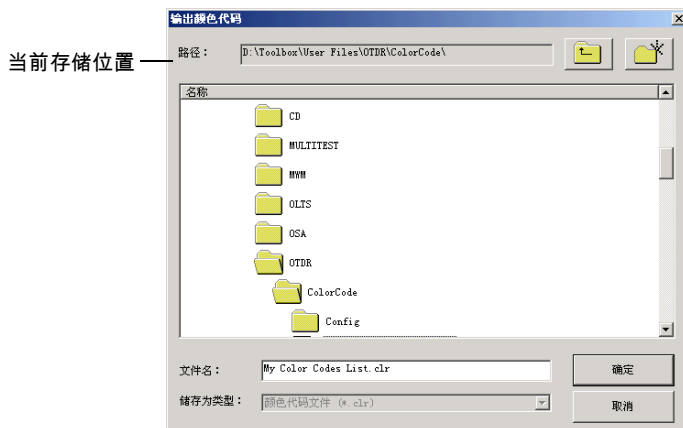 输出颜色代码
当前存储位置
路径：
D:\Toolbox\User Files\OTDR\ColorCode\
名称
CD
MULTITEST
MWM
OLTS
OSA
OTDR
ColorCode
Config
文件名：
My Color Codes List.clr
确定
储存为类型：
颜色代码文件 (*.clr)
取消